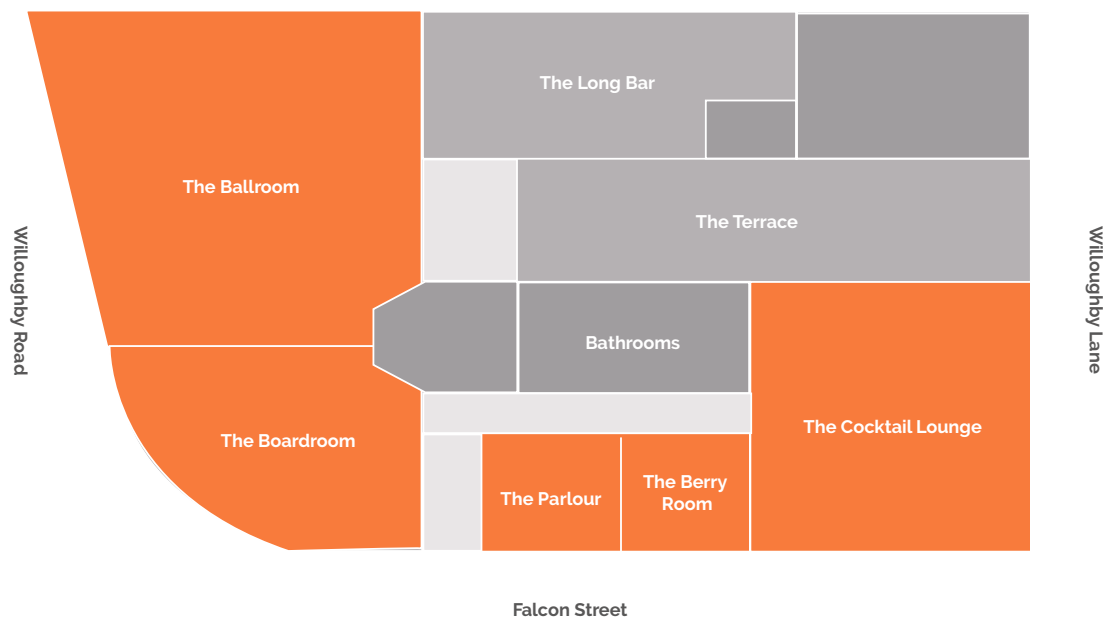 The Long Bar
The Ballroom
The Terrace
Willoughby Road
Willoughby Lane
Bathrooms
The Cocktail Lounge
The Boardroom
The Parlour
The Berry
Room
Falcon Street